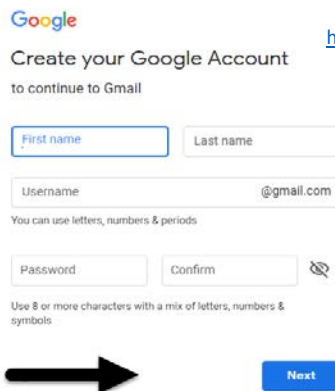 Google
h
Create your Google Account
to continue to Gmail
First name Last name
Username @gmail.com
You can use letters, numbers & periods
Password Confirm
Use 8 or more characters with a mix of letters, numbers &
symbols
Next